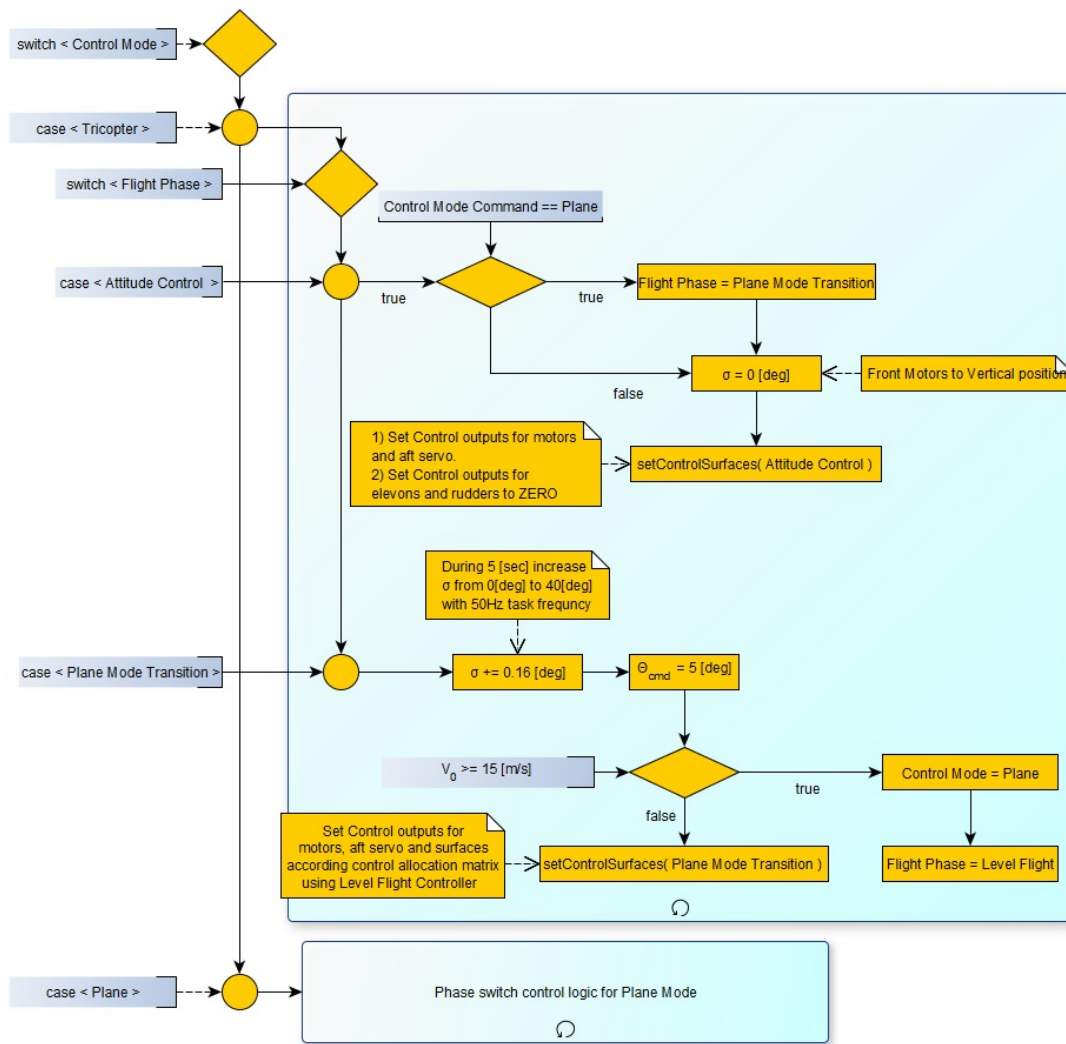 switch < Control Mode >
case < Tricopter >
switch < Flight Phase >
Control Mode Command == Plane
case < Attitude Control >
true
true
Flight Phase = Plane Mode Transition
false
σ = 0 [deg]
Front Motors to Vertical position
1) Set Control outputs for motors
and aft servo.
2) Set Control outputs for
elevons and rudders to ZERO
setControlSurfaces( Attitude Control )
During 5 [sec] increase
σ from 0[deg] to 40[deg]
with 50Hz task frequncy
case < Plane Mode Transition >
σ += 0.16 [deg]
Θcmd = 5 [deg]
V0 >= 15 [m/s]
true
Control Mode = Plane
false
Set Control outputs for
motors, aft servo and surfaces
according control allocation matrix
using Level Flight Controller
setControlSurfaces( Plane Mode Transition )
Flight Phase = Level Flight
case < Plane >
Phase switch control logic for Plane Mode